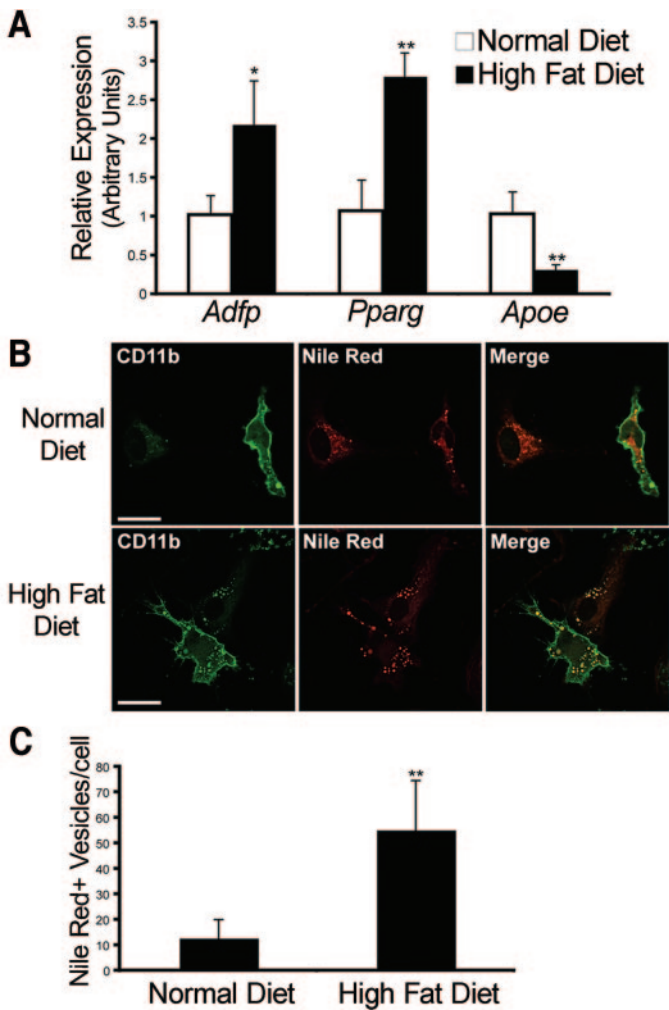 A
Relative Expression
(Arbitrary Units)
3.5
3
2.5
2
1.5
1
0.5
0
*
**
**
Normal Diet
High Fat Diet
Adfp Pparg Apoe
B
CD11b Nile Red Merge
Normal
Diet
CD11b Nile Red Merge
High Fat
Diet
C
Nile Red+ Vesicles/cell
80
70
60
50
40
30
20
10
0
**
Normal Diet High Fat Diet